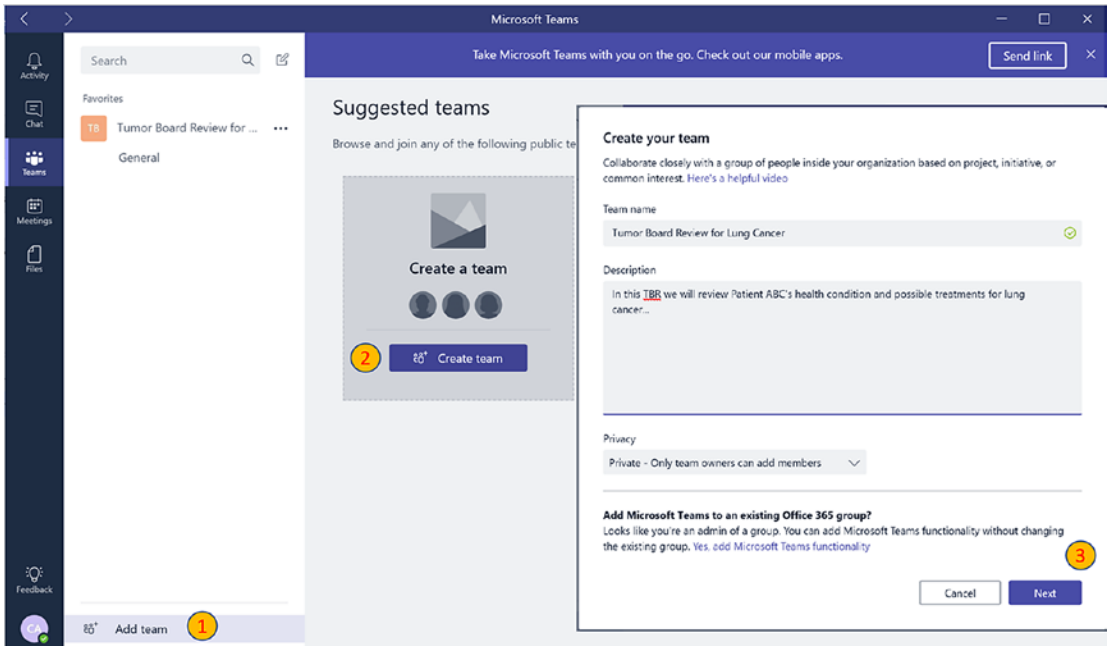 Microsoft Teams
Activity
Chat
Teams
Meetings
Files
Feedback
CA
Search
Favorites
TB
Tumor Board Review for ...
General
1
Add team
Take Microsoft Teams with you on the go. Check out our mobile apps.
Send link
Suggested teams
Browse and join any of the following public te
Create a team
2
Create team
Create your team
Collaborate closely with a group of people inside your organization based on project, initiative, or
common interest. Here's a helpful video
Team name
Tumor Board Review for Lung Cancer
Description
In this TBR we will review Patient ABC's health condition and possible treatments for lung
cancer...
Privacy
Private - Only team owners can add members
Add Microsoft Teams to an existing Office 365 group?
Looks like you're an admin of a group. You can add Microsoft Teams functionality without changing
the existing group. Yes, add Microsoft Teams functionality
3
Cancel
Next